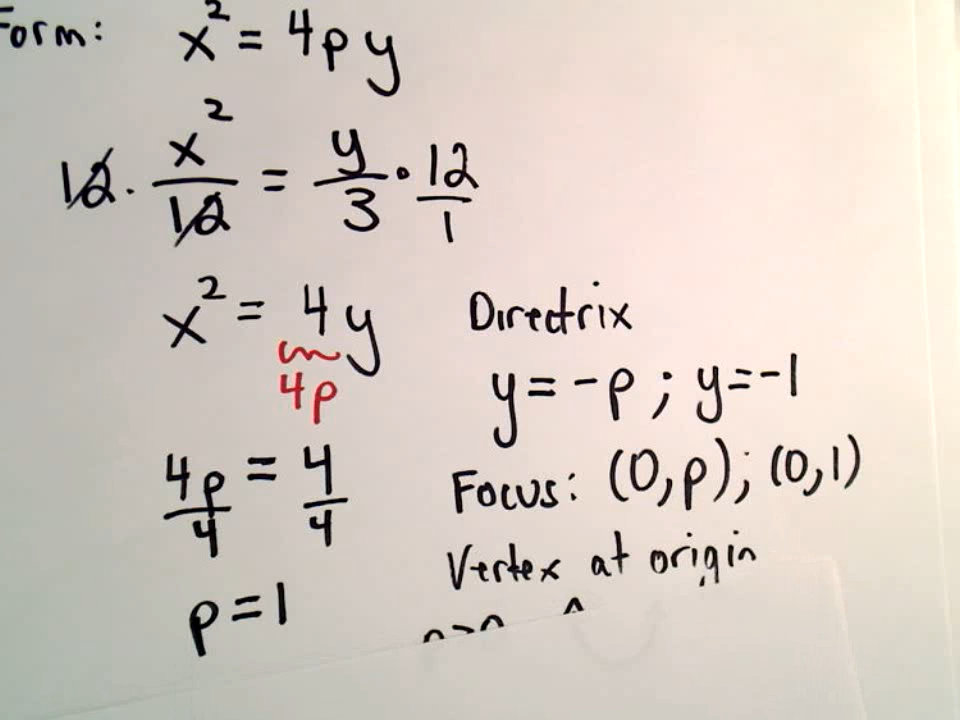 Form: x² = 4py
12 · x²/12 = y/3 · 12/1
x² = 4y
4p
4p/4 = 4/4
p = 1
Directrix
y = -p ; y = -1
Focus: (0, p); (0, 1)
Vertex at origin